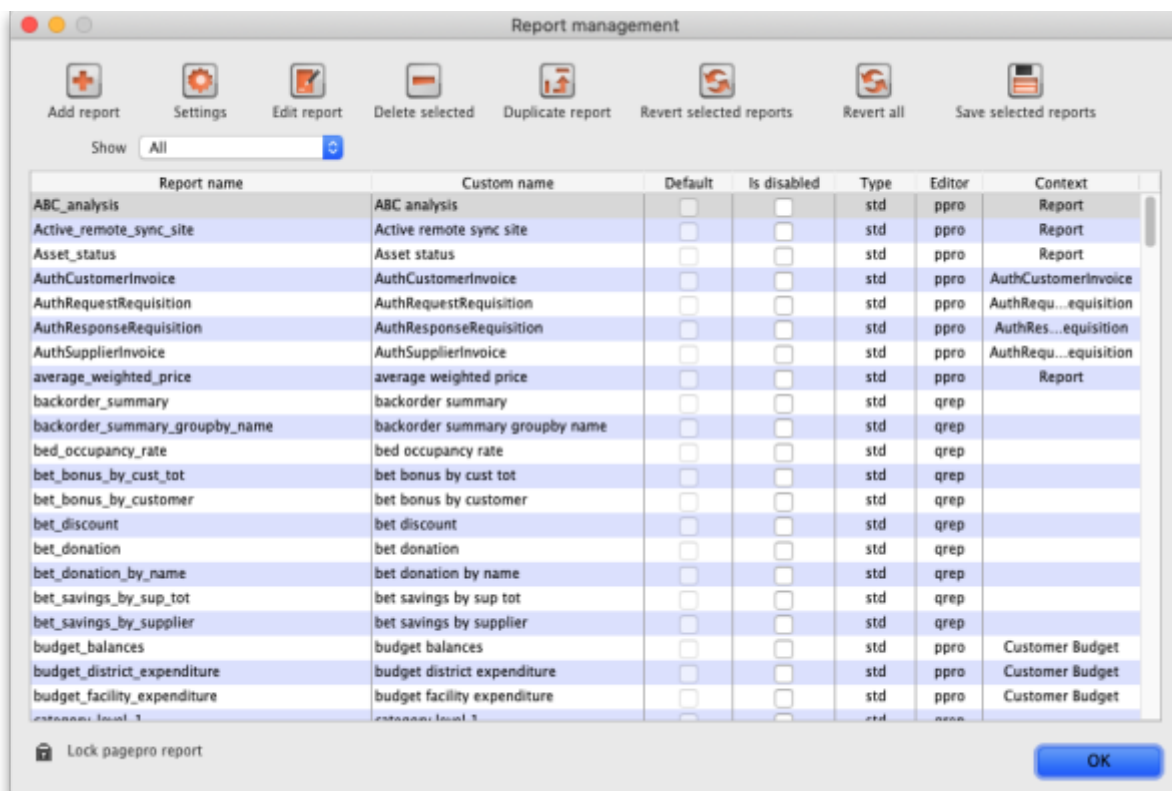 Report management
Add report Settings Edit report Delete selected Duplicate report Revert selected reports Revert all Save selected reports
Show All
Report name Custom name Default Is disabled Type Editor Context
ABC_analysis ABC analysis std ppro Report
Active_remote_sync_site Active remote sync site std ppro Report
Asset_status Asset status std ppro Report
AuthCustomerInvoice AuthCustomerInvoice std ppro AuthCustomerInvoice
AuthRequestRequisition AuthRequestRequisition std ppro AuthRequ...equisition
AuthResponseRequisition AuthResponseRequisition std ppro AuthRes...equisition
AuthSupplierInvoice AuthSupplierInvoice std ppro AuthRequ...equisition
average_weighted_price average weighted price std ppro Report
backorder_summary backorder summary std qrep
backorder_summary_groupby_name backorder summary groupby name std qrep
bed_occupancy_rate bed occupancy rate std qrep
bet_bonus_by_cust_tot bet bonus by cust tot std qrep
bet_bonus_by_customer bet bonus by customer std qrep
bet_discount bet discount std qrep
bet_donation bet donation std qrep
bet_donation_by_name bet donation by name std qrep
bet_savings_by_sup_tot bet savings by sup tot std qrep
bet_savings_by_supplier bet savings by supplier std qrep
budget_balances budget balances std ppro Customer Budget
budget_district_expenditure budget district expenditure std ppro Customer Budget
budget_facility_expenditure budget facility expenditure std ppro Customer Budget
category_level_1 category level 1 std qrep
Lock pagepro report
OK